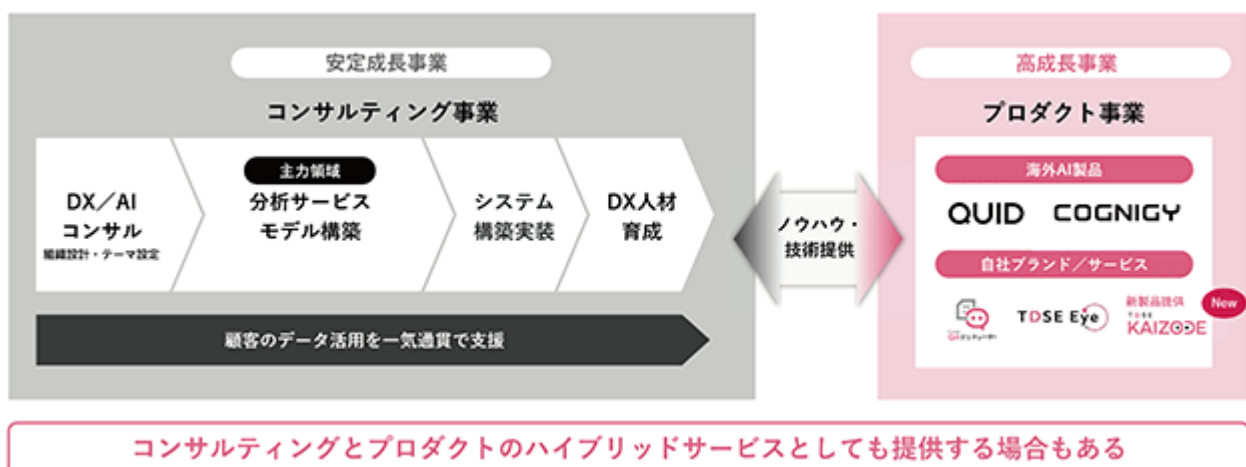 安定成長事業
コンサルティング事業
DX／AI
コンサル
組織設計・テーマ設定
主力領域
分析サービス
モデル構築
システム
構築実装
DX人材
育成
顧客のデータ活用を一気通貫で支援
ノウハウ・
技術提供
高成長事業
プロダクト事業
海外AI製品
QUID
COGNIGY
自社ブランド／サービス
TDSE Eye
新製品提供
New
TDSE
KAIZODE
コンサルティングとプロダクトのハイブリッドサービスとしても提供する場合もある